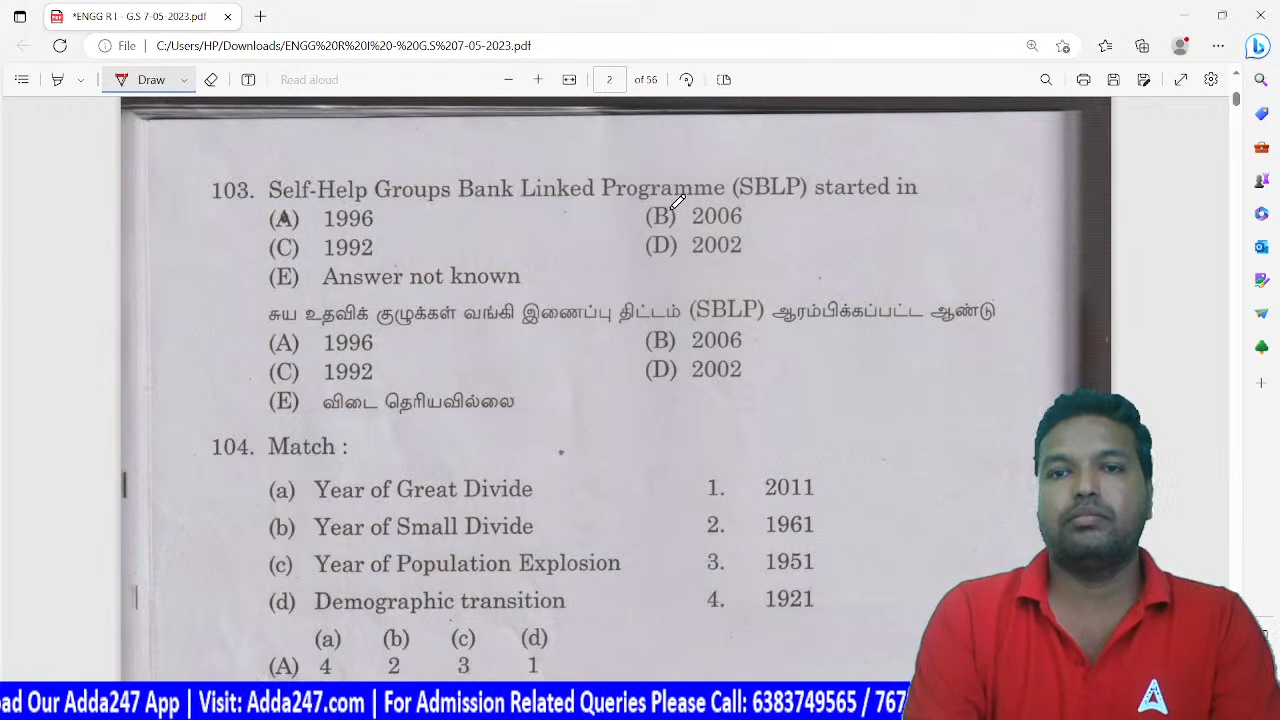 *ENGG R I - G.S 7-05-2023.pdf
File C:/Users/HP/Downloads/ENGG%20R%20I%20-%20G.S%207-05-2023.pdf
Draw Read aloud 2 of 56
103. Self-Help Groups Bank Linked Programme (SBLP) started in
(A) 1996 (B) 2006
(C) 1992 (D) 2002
(E) Answer not known
சுய உதவிக் குழுக்கள் வங்கி இணைப்பு திட்டம் (SBLP) ஆரம்பிக்கப்பட்ட ஆண்டு
(A) 1996 (B) 2006
(C) 1992 (D) 2002
(E) விடை தெரியவில்லை
104. Match :
(a) Year of Great Divide 1. 2011
(b) Year of Small Divide 2. 1961
(c) Year of Population Explosion 3. 1951
(d) Demographic transition 4. 1921
(a) (b) (c) (d)
(A) 4 2 3 1
oad Our Adda247 App | Visit: Adda247.com | For Admission Related Queries Please Call: 6383749565 / 767